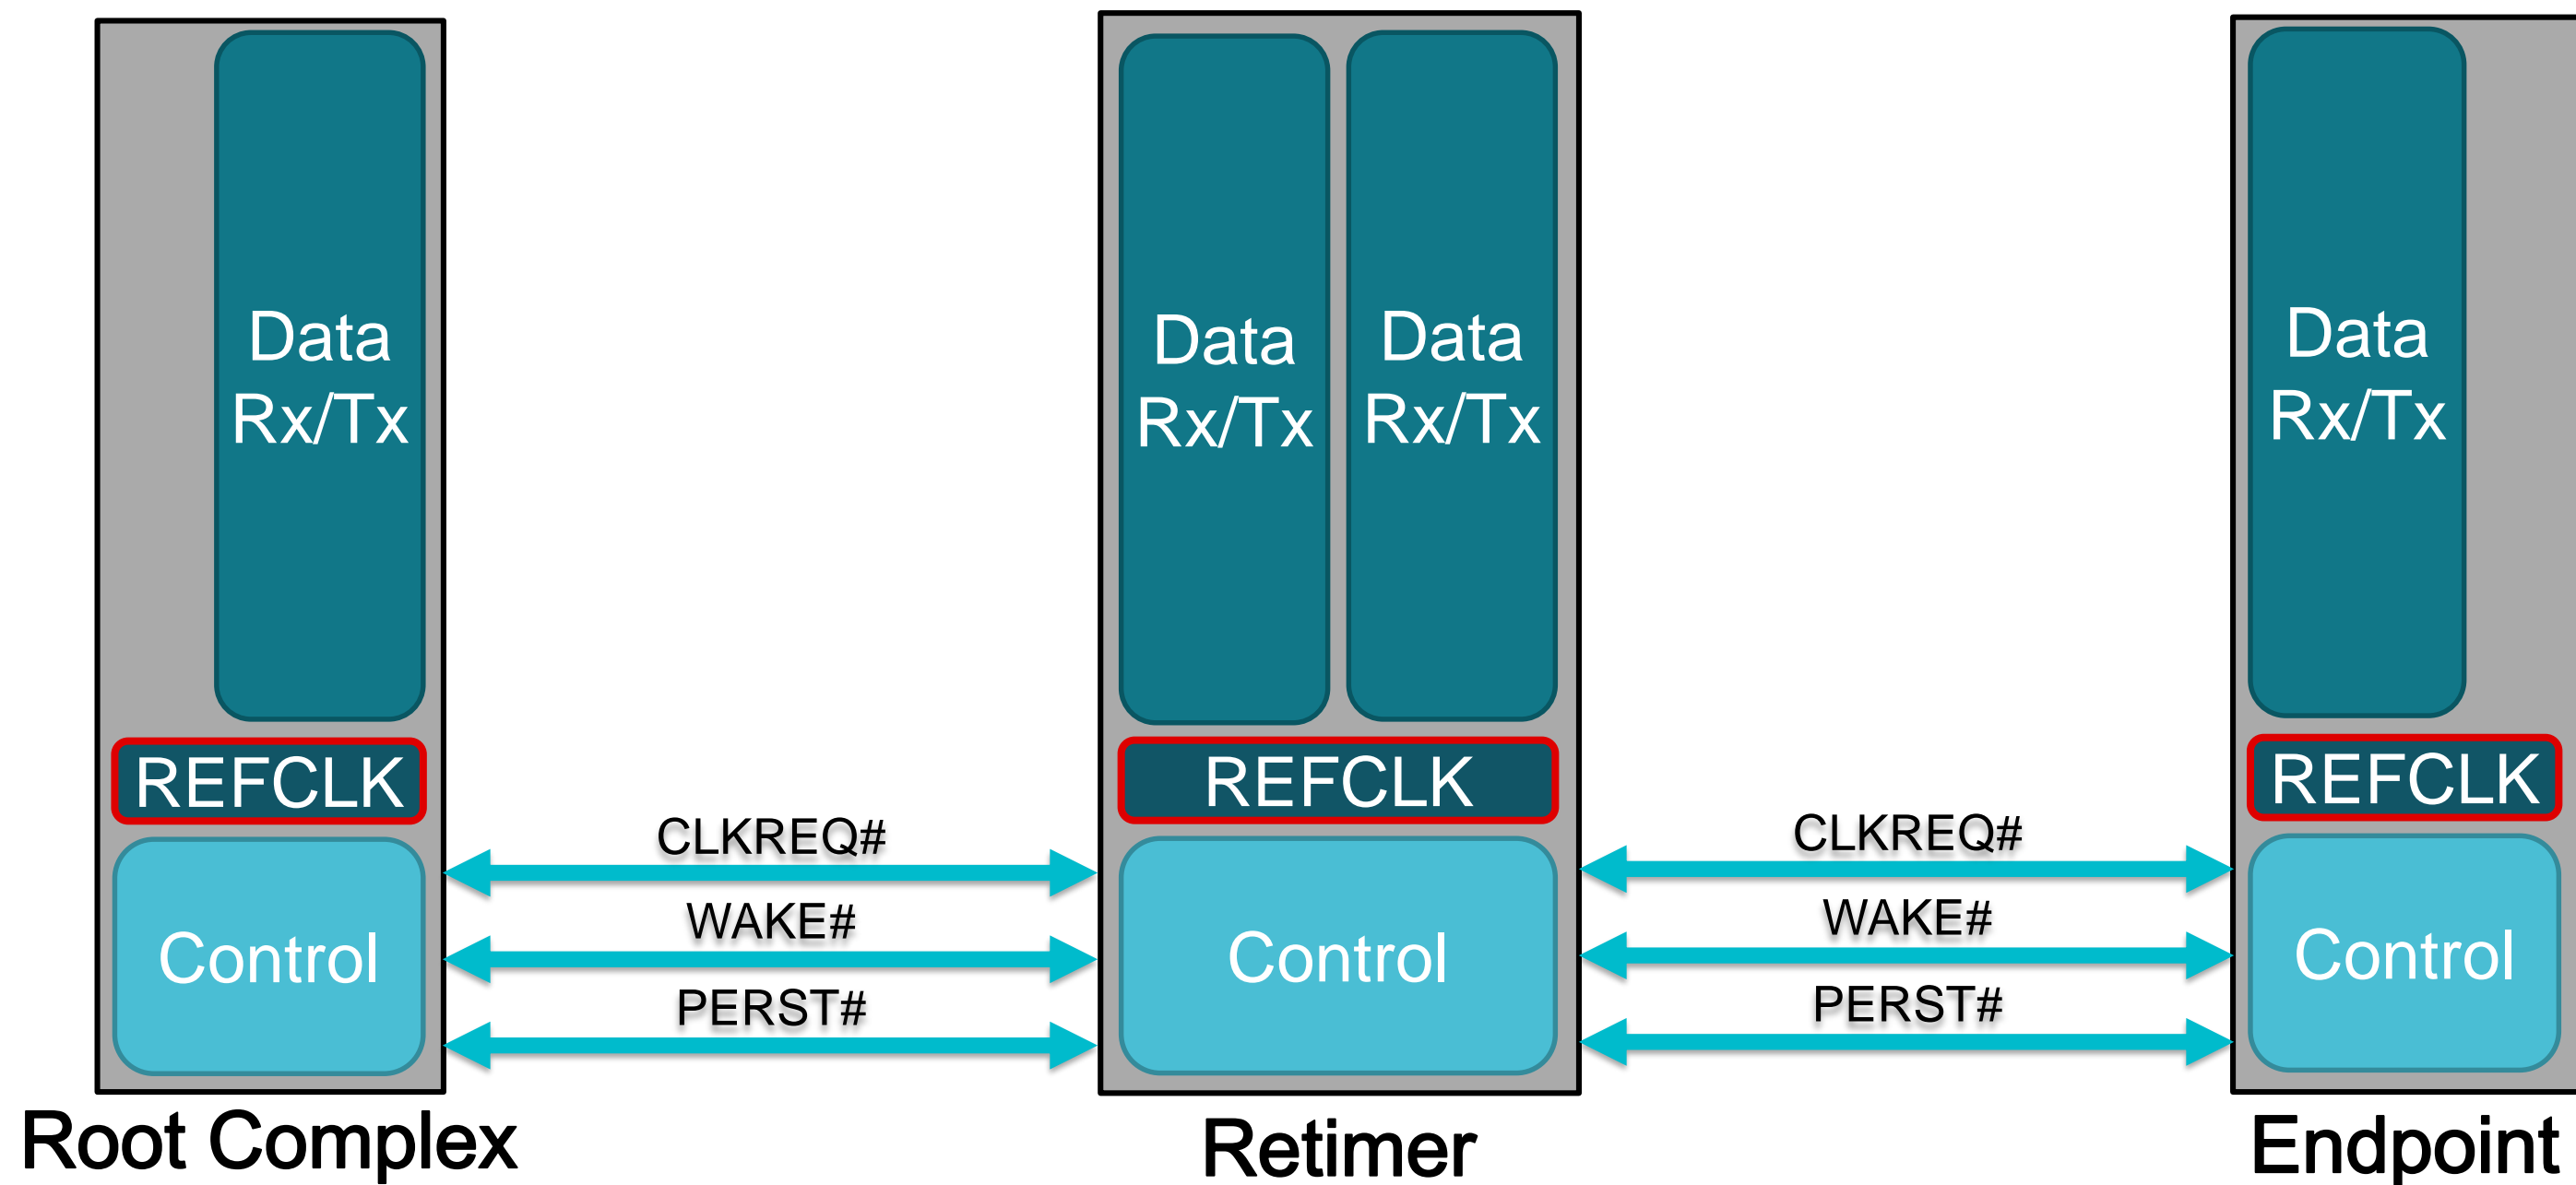 Data
Rx/Tx
REFCLK
Control
Root Complex
CLKREQ#
WAKE#
PERST#
Data
Rx/Tx
Data
Rx/Tx
REFCLK
Control
Retimer
CLKREQ#
WAKE#
PERST#
Data
Rx/Tx
REFCLK
Control
Endpoint